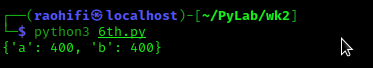 ┌──(raohifi㉿localhost)-[~/PyLab/wk2]
└─$ python3 6th.py
{'a': 400, 'b': 400}